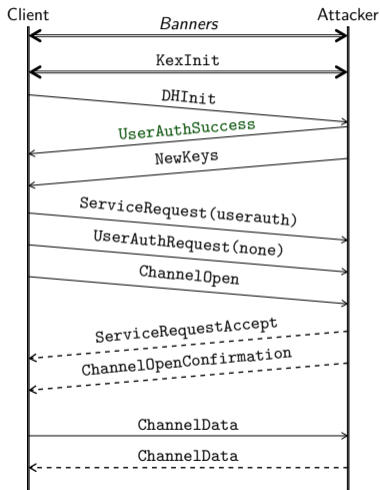 Client Attacker
Banners
KexInit
DHInit
UserAuthSuccess
NewKeys
ServiceRequest(userauth)
UserAuthRequest(none)
ChannelOpen
ServiceRequestAccept
ChannelOpenConfirmation
ChannelData
ChannelData